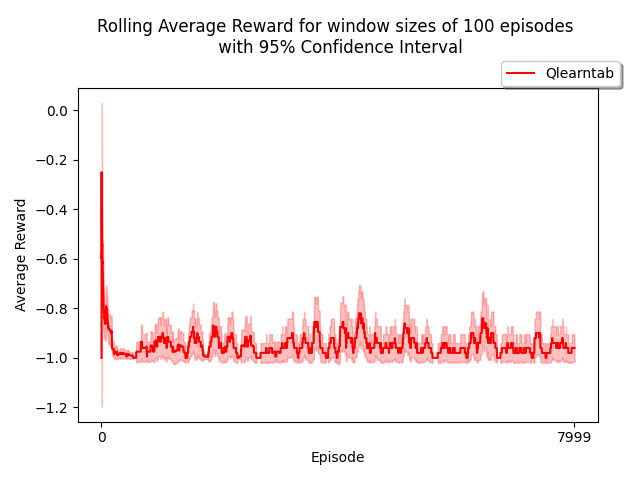 Rolling Average Reward for window sizes of 100 episodes
with 95% Confidence Interval
Qlearntab
0.0
−0.2
−0.4
−0.6
−0.8
−1.0
−1.2
Average Reward
0
7999
Episode